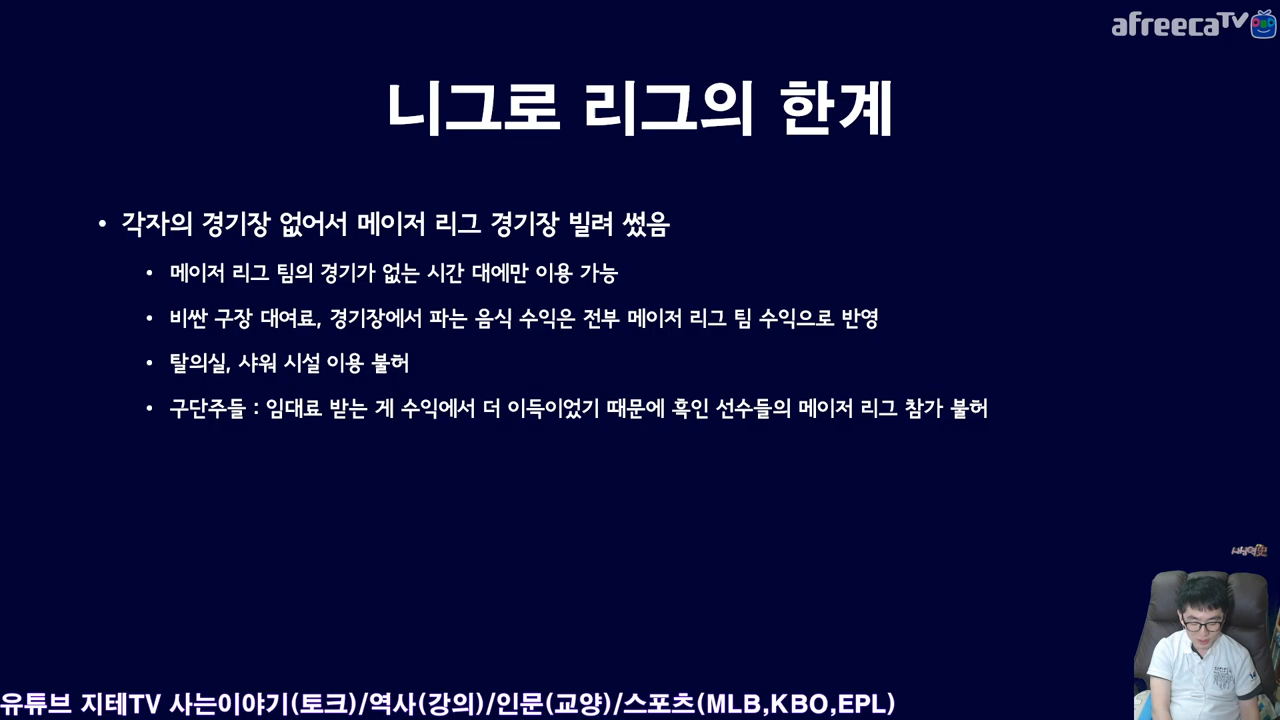 afreecaTV
니그로 리그의 한계
• 각자의 경기장 없어서 메이저 리그 경기장 빌려 썼음
• 메이저 리그 팀의 경기가 없는 시간 대에만 이용 가능
• 비싼 구장 대여료, 경기장에서 파는 음식 수익은 전부 메이저 리그 팀 수익으로 반영
• 탈의실, 샤워 시설 이용 불허
• 구단주들 : 임대료 받는 게 수익에서 더 이득이었기 때문에 흑인 선수들의 메이저 리그 참가 불허
유튜브 지테TV 사는이야기(토크)/역사(강의)/인문(교양)/스포츠(MLB,KBO,EPL)